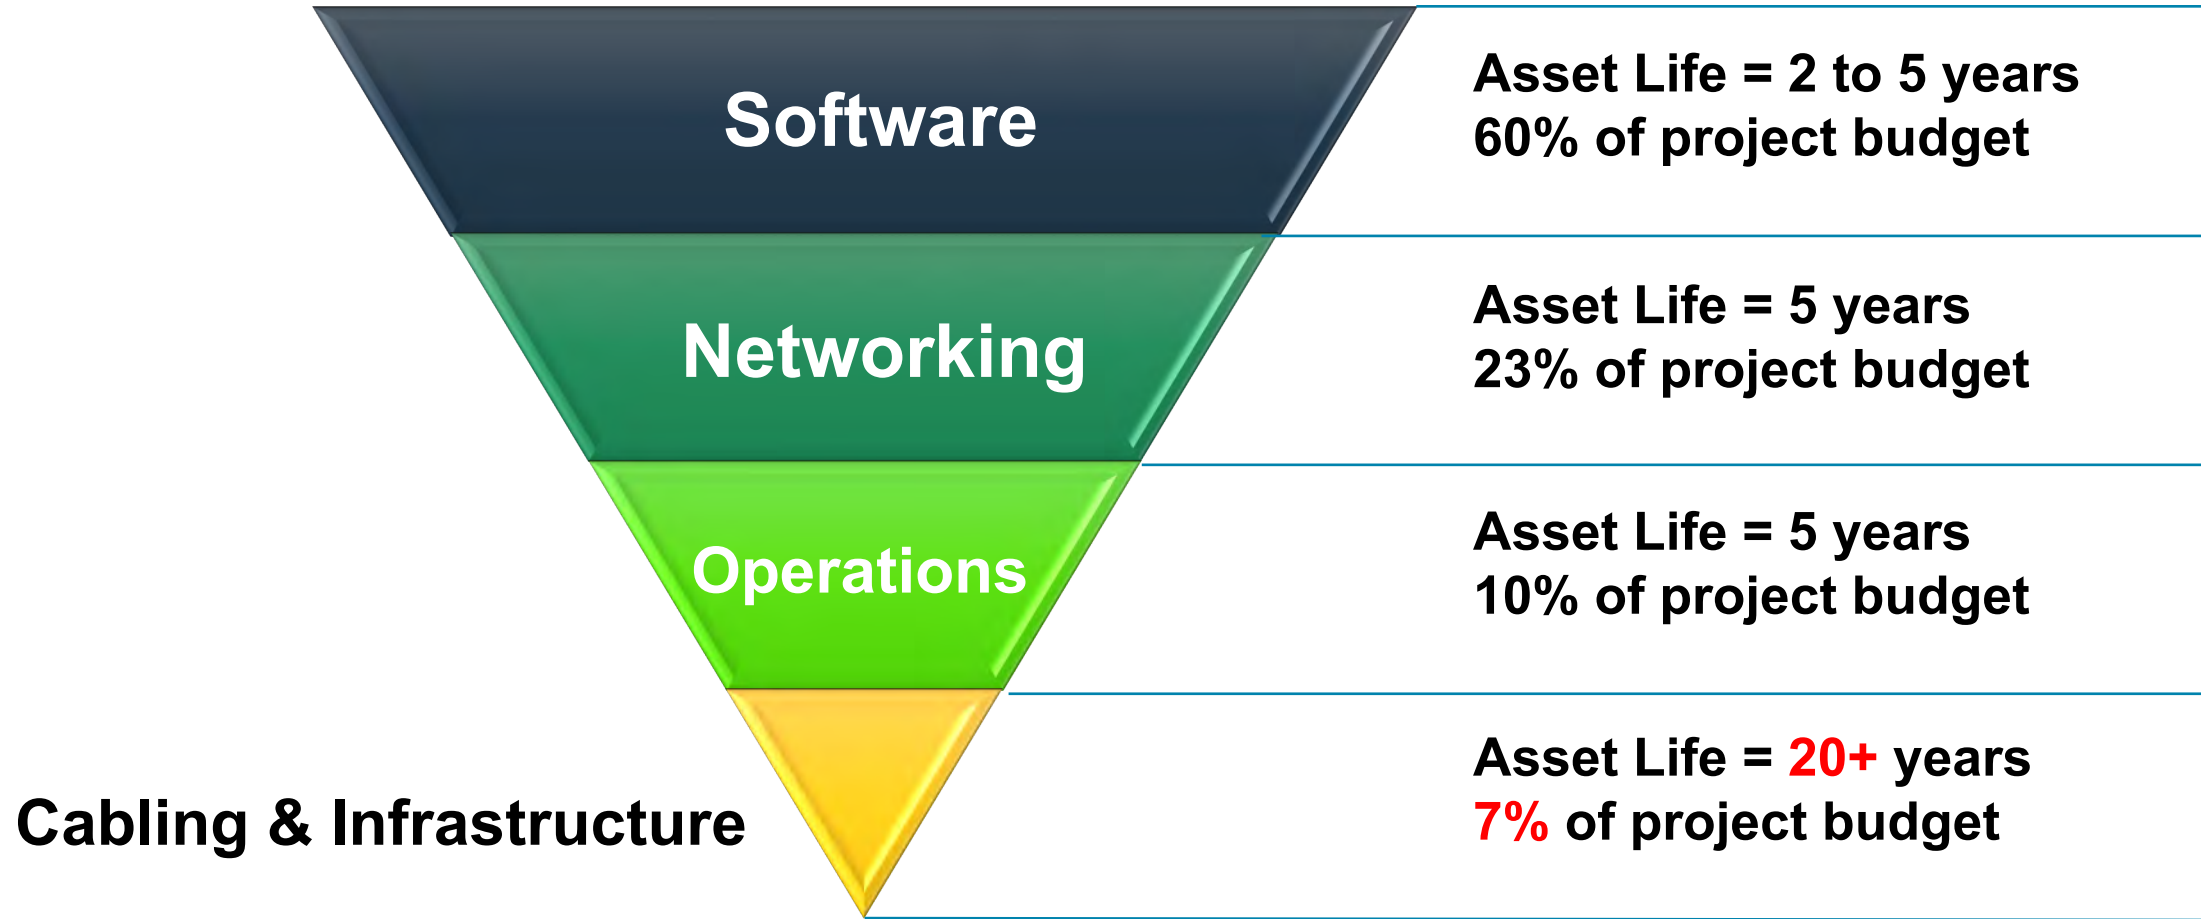 Software
Asset Life = 2 to 5 years
60% of project budget
Networking
Asset Life = 5 years
23% of project budget
Operations
Asset Life = 5 years
10% of project budget
Cabling & Infrastructure
Asset Life = 20+ years
7% of project budget